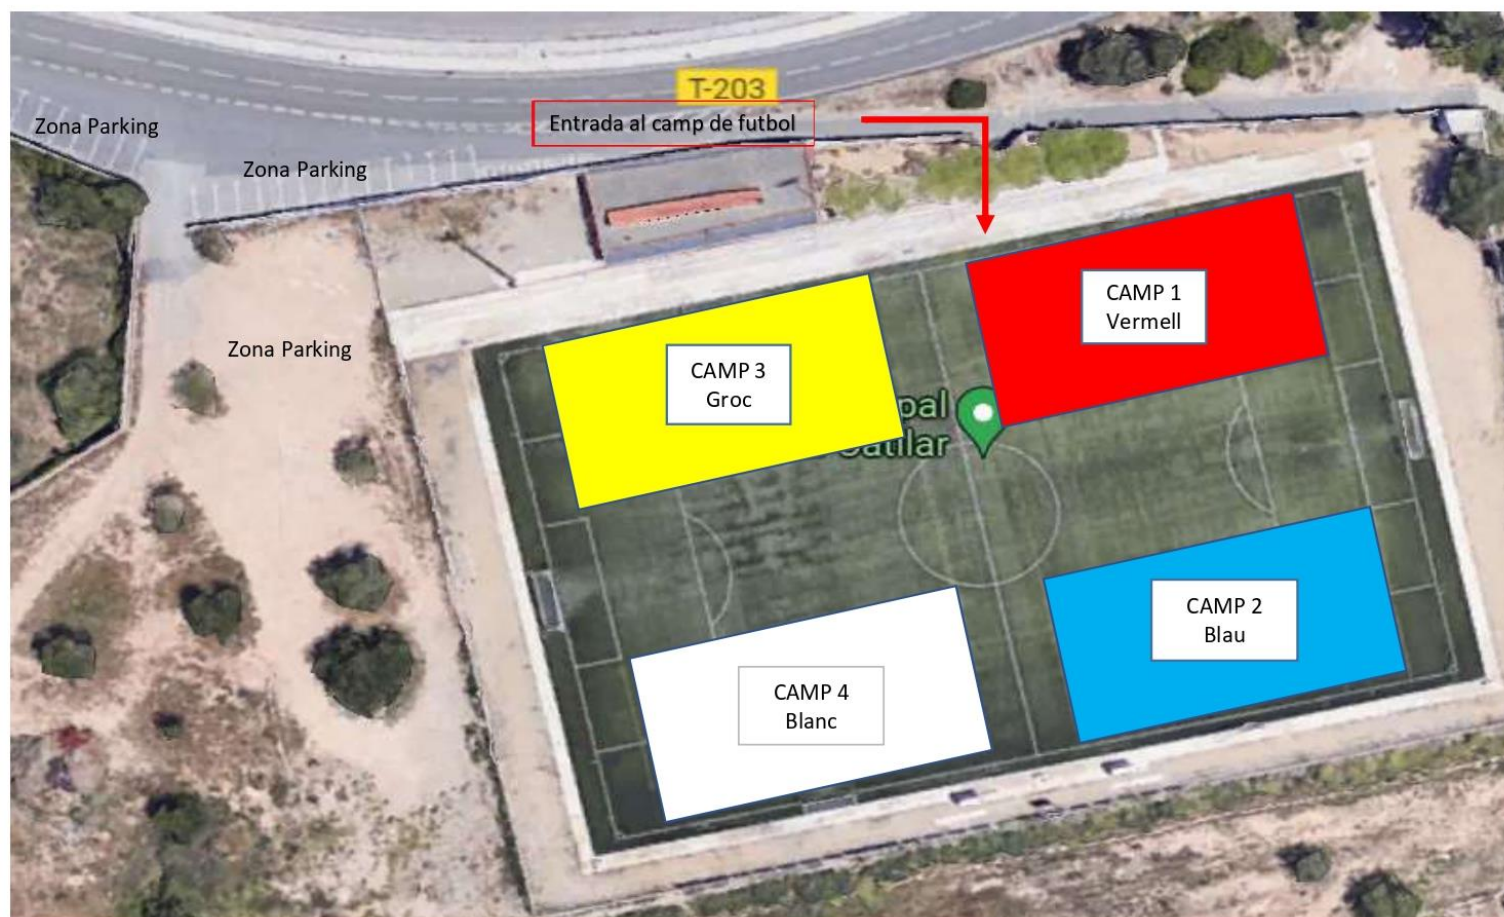 T-203
Entrada al camp de futbol
Zona Parking
Zona Parking
CAMP 1
Vermell
Zona Parking
CAMP 3
Groc
CAMP 2
Blau
CAMP 4
Blanc